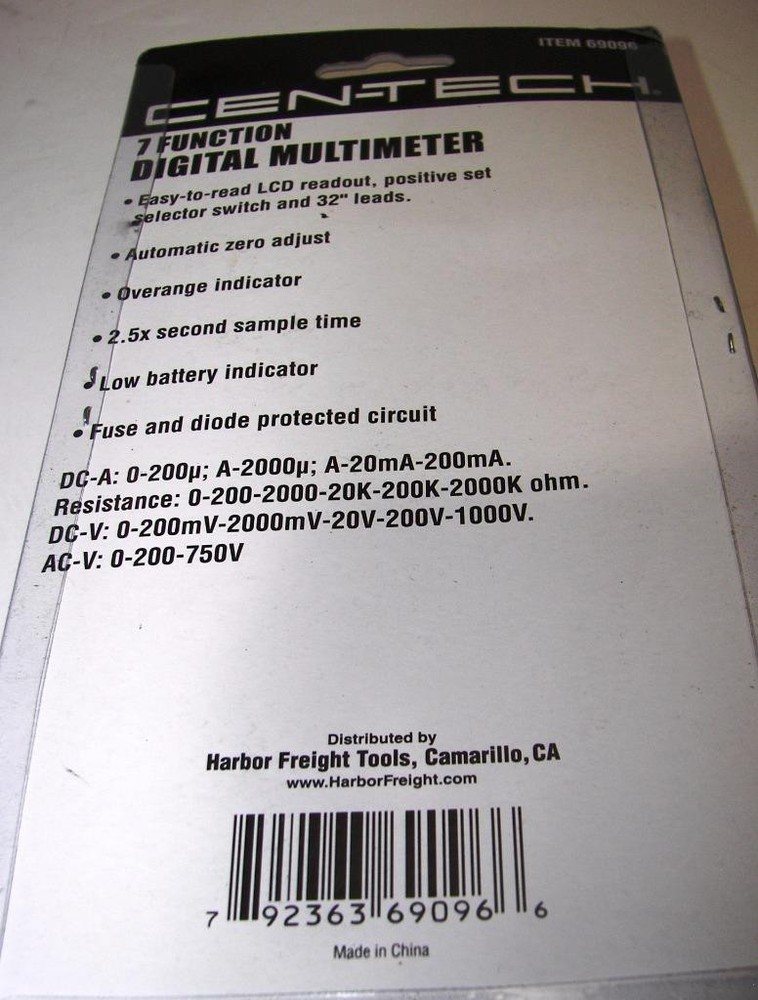 ITEM 69096
CEN-TECH
7 FUNCTION
DIGITAL MULTIMETER
• Easy-to-read LCD readout, positive set
selector switch and 32" leads.
• Automatic zero adjust
• Overange indicator
• 2.5x second sample time
Low battery indicator
• Fuse and diode protected circuit
DC-A: 0-200µ; A-2000µ; A-20mA-200mA.
Resistance: 0-200-2000-20K-200K-2000K ohm.
DC-V: 0-200mV-2000mV-20V-200V-1000V.
AC-V: 0-200-750V
Distributed by
Harbor Freight Tools, Camarillo, CA
www.HarborFreight.com
7 92363 69096 6
Made in China